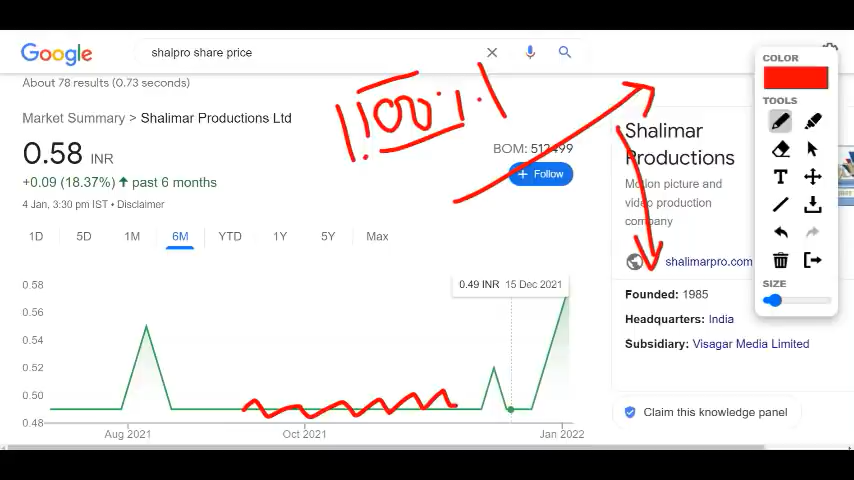 Google
shalpro share price
About 78 results (0.73 seconds)
Market Summary > Shalimar Productions Ltd
0.58 INR
+0.09 (18.37%) past 6 months
4 Jan, 3:30 pm IST • Disclaimer
BOM: 512499
+ Follow
1D 5D 1M 6M YTD 1Y 5Y Max
0.49 INR 15 Dec 2021
0.58
0.56
0.54
0.52
0.50
0.48
Aug 2021 Oct 2021 Jan 2022
Shalimar
Productions
Motion picture and
video production
company
shalimarpro.com
Founded: 1985
Headquarters: India
Subsidiary: Visagar Media Limited
Claim this knowledge panel
COLOR
TOOLS
T
SIZE